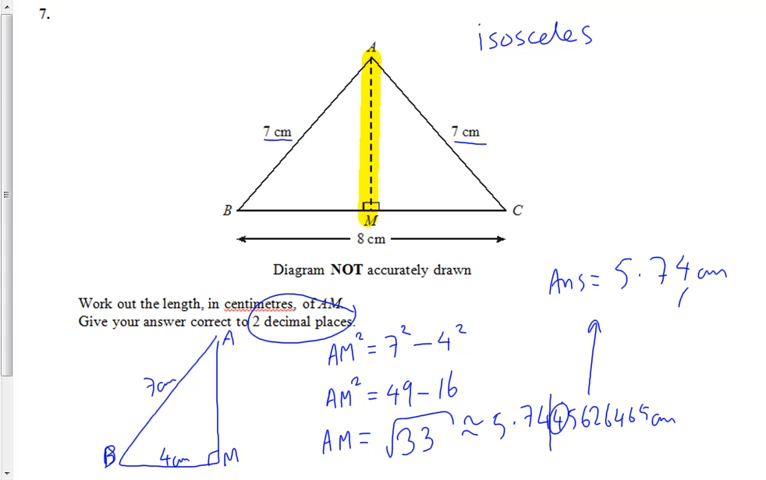 7.
isosceles
A
7 cm
7 cm
B
M
C
8 cm
Diagram NOT accurately drawn
Ans = 5.74 cm
Work out the length, in centimetres, of AM.
Give your answer correct to 2 decimal places.
A
7cm
B
4cm
M
AM² = 7² − 4²
AM² = 49 − 16
AM = √33 ≈ 5.7445626465 cm